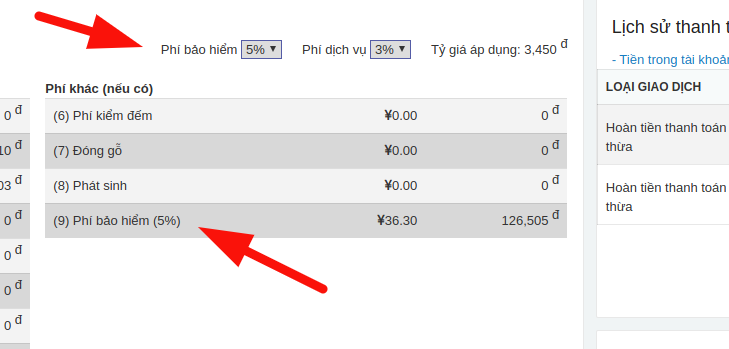 Phí bảo hiểm 5% Phí dịch vụ 3% Tỷ giá áp dụng: 3,450 đ
Phí khác (nếu có)
(6) Phí kiểm đếm ¥0.00 0 đ
(7) Đóng gỗ ¥0.00 0 đ
(8) Phát sinh ¥0.00 0 đ
(9) Phí bảo hiểm (5%) ¥36.30 126,505 đ
0 đ
10 đ
03 đ
0 đ
0 đ
0 đ
0 đ
Lịch sử thanh t
- Tiền trong tài khoản
LOẠI GIAO DỊCH
Hoàn tiền thanh toán
thừa
Hoàn tiền thanh toán
thừa